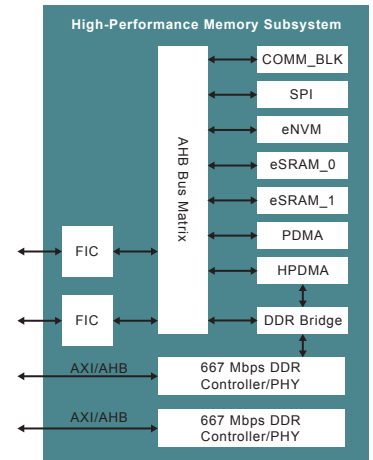 High-Performance Memory Subsystem
COMM_BLK
SPI
eNVM
AHB Bus Matrix
eSRAM_0
eSRAM_1
PDMA
FIC
HPDMA
FIC
DDR Bridge
AXI/AHB
667 Mbps DDR
Controller/PHY
AXI/AHB
667 Mbps DDR
Controller/PHY